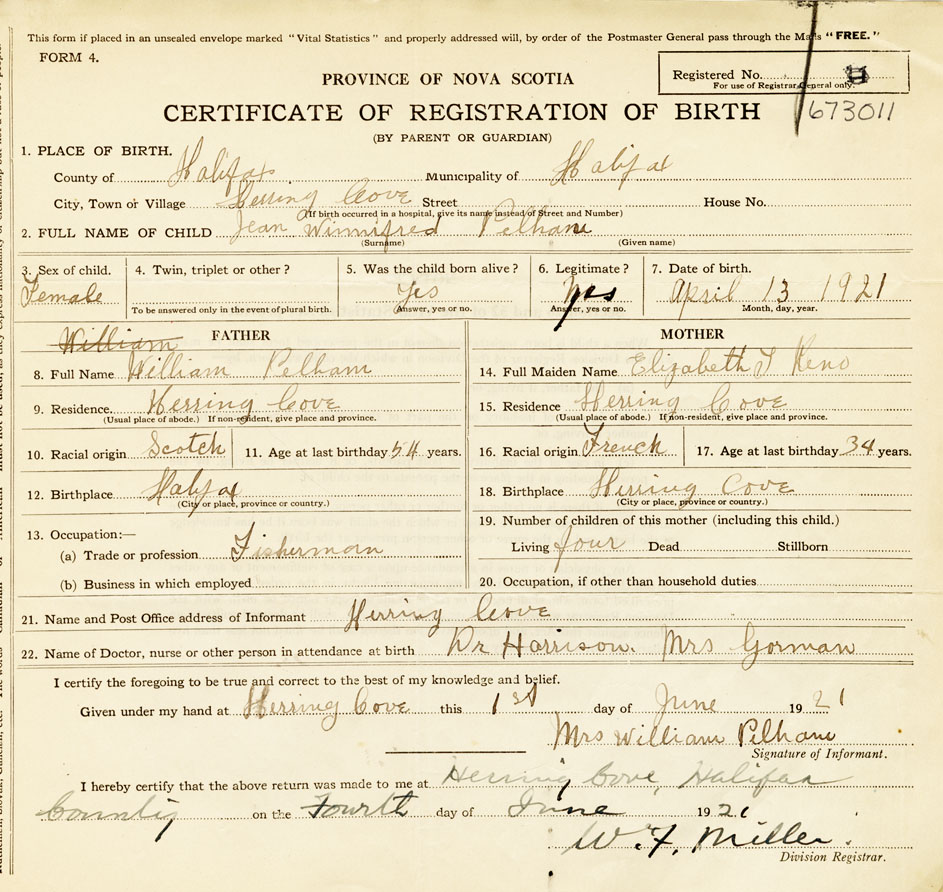 This form if placed in an unsealed envelope marked "Vital Statistics" and properly addressed will, by order of the Postmaster General pass through the Mails "FREE."
FORM 4.
PROVINCE OF NOVA SCOTIA
Registered No.
For use of Registrar General only.
CERTIFICATE OF REGISTRATION OF BIRTH 673011
(BY PARENT OR GUARDIAN)
1. PLACE OF BIRTH.
County of Halifax Municipality of Halifax
City, Town or Village Herring Cove Street House No.
(If birth occurred in a hospital, give its name instead of Street and Number)
2. FULL NAME OF CHILD Jean Winnifred Pelham
(Surname) (Given name)
3. Sex of child. 4. Twin, triplet or other? 5. Was the child born alive? 6. Legitimate? 7. Date of birth.
Female Yes Yes April 13 1921
To be answered only in the event of plural birth. Answer, yes or no. Answer, yes or no. Month, day, year.
William FATHER MOTHER
8. Full Name William Pelham 14. Full Maiden Name Elizabeth J Keno
9. Residence. Herring Cove 15. Residence Herring Cove
(Usual place of abode.) If non-resident, give place and province. (Usual place of abode.) If non-resident, give place and province.
10. Racial origin Scotch 11. Age at last birthday 54 years. 16. Racial origin French 17. Age at last birthday 34 years.
12. Birthplace Halifax 18. Birthplace Herring Cove
(City or place, province or country.) (City or place, province or country.)
13. Occupation:— 19. Number of children of this mother (including this child.)
(a) Trade or profession Fisherman Living four Dead Stillborn
(b) Business in which employed 20. Occupation, if other than household duties
21. Name and Post Office address of Informant Herring Cove
22. Name of Doctor, nurse or other person in attendance at birth Dr Harrison. Mrs Gorman
I certify the foregoing to be true and correct to the best of my knowledge and belief.
Given under my hand at Herring Cove this 1st day of June 1921
Mrs William Pelham
Signature of Informant.
I hereby certify that the above return was made to me at Herring Cove, Halifax
County on the Fourth day of June 1921
W. F. Miller.
Division Registrar.